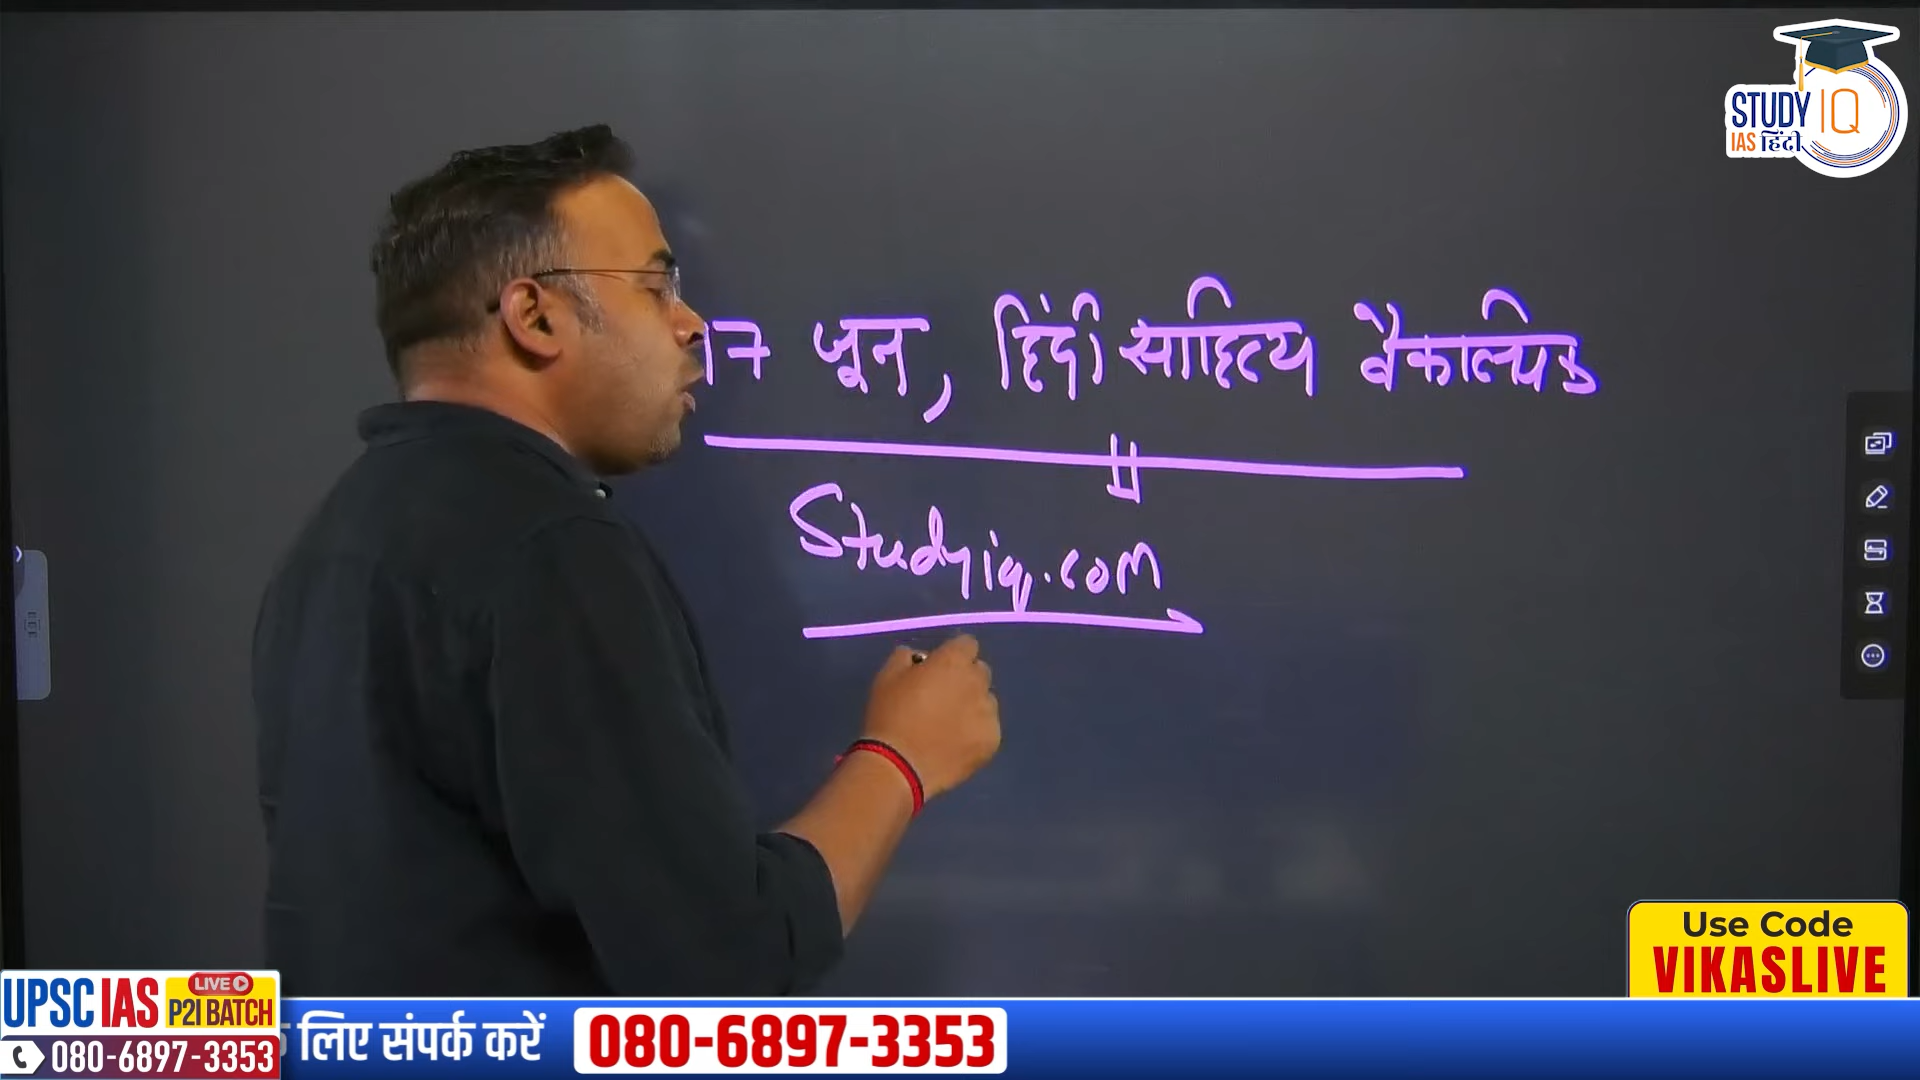 STUDY IQ
IAS हिंदी
17 जून, हिंदी साहित्य वैकल्पिक
Studyiq.com
Use Code
VIKASLIVE
UPSC IAS LIVE P2I BATCH
080-6897-3353
लिए संपर्क करें 080-6897-3353